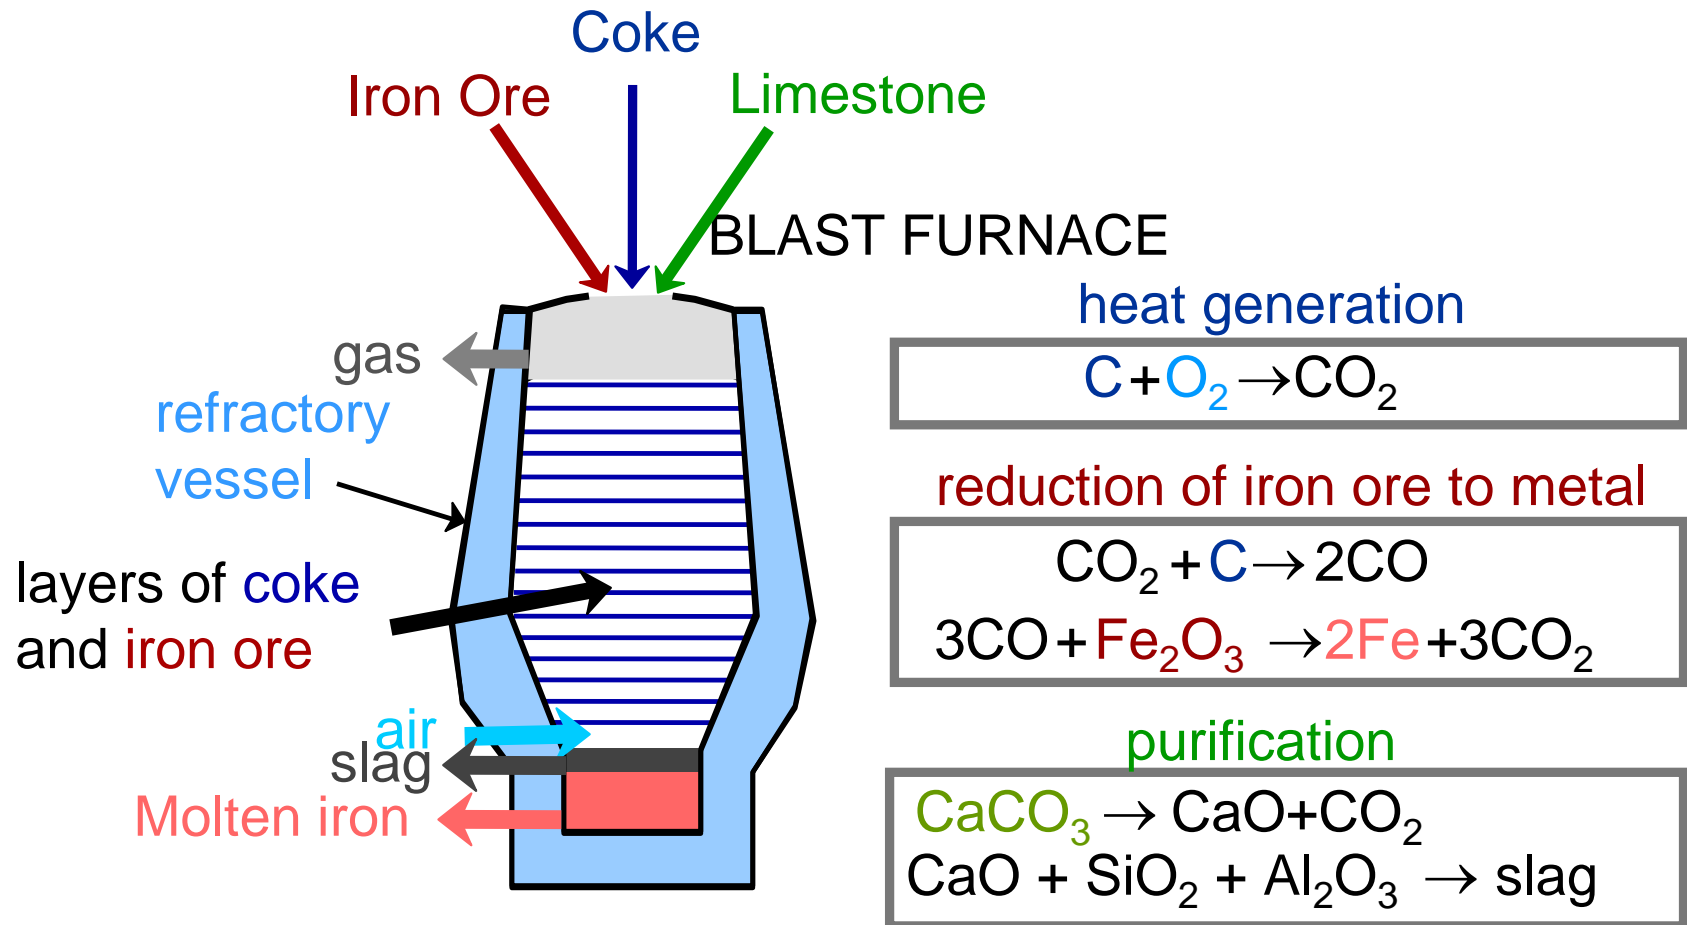 Coke
Iron Ore
Limestone
BLAST FURNACE
gas
refractory
vessel
layers of coke
and iron ore
air
slag
Molten iron
heat generation
C+O₂→CO₂
reduction of iron ore to metal
CO₂+C→2CO
3CO+Fe₂O₃→2Fe+3CO₂
purification
CaCO₃→CaO+CO₂
CaO + SiO₂ + Al₂O₃ → slag